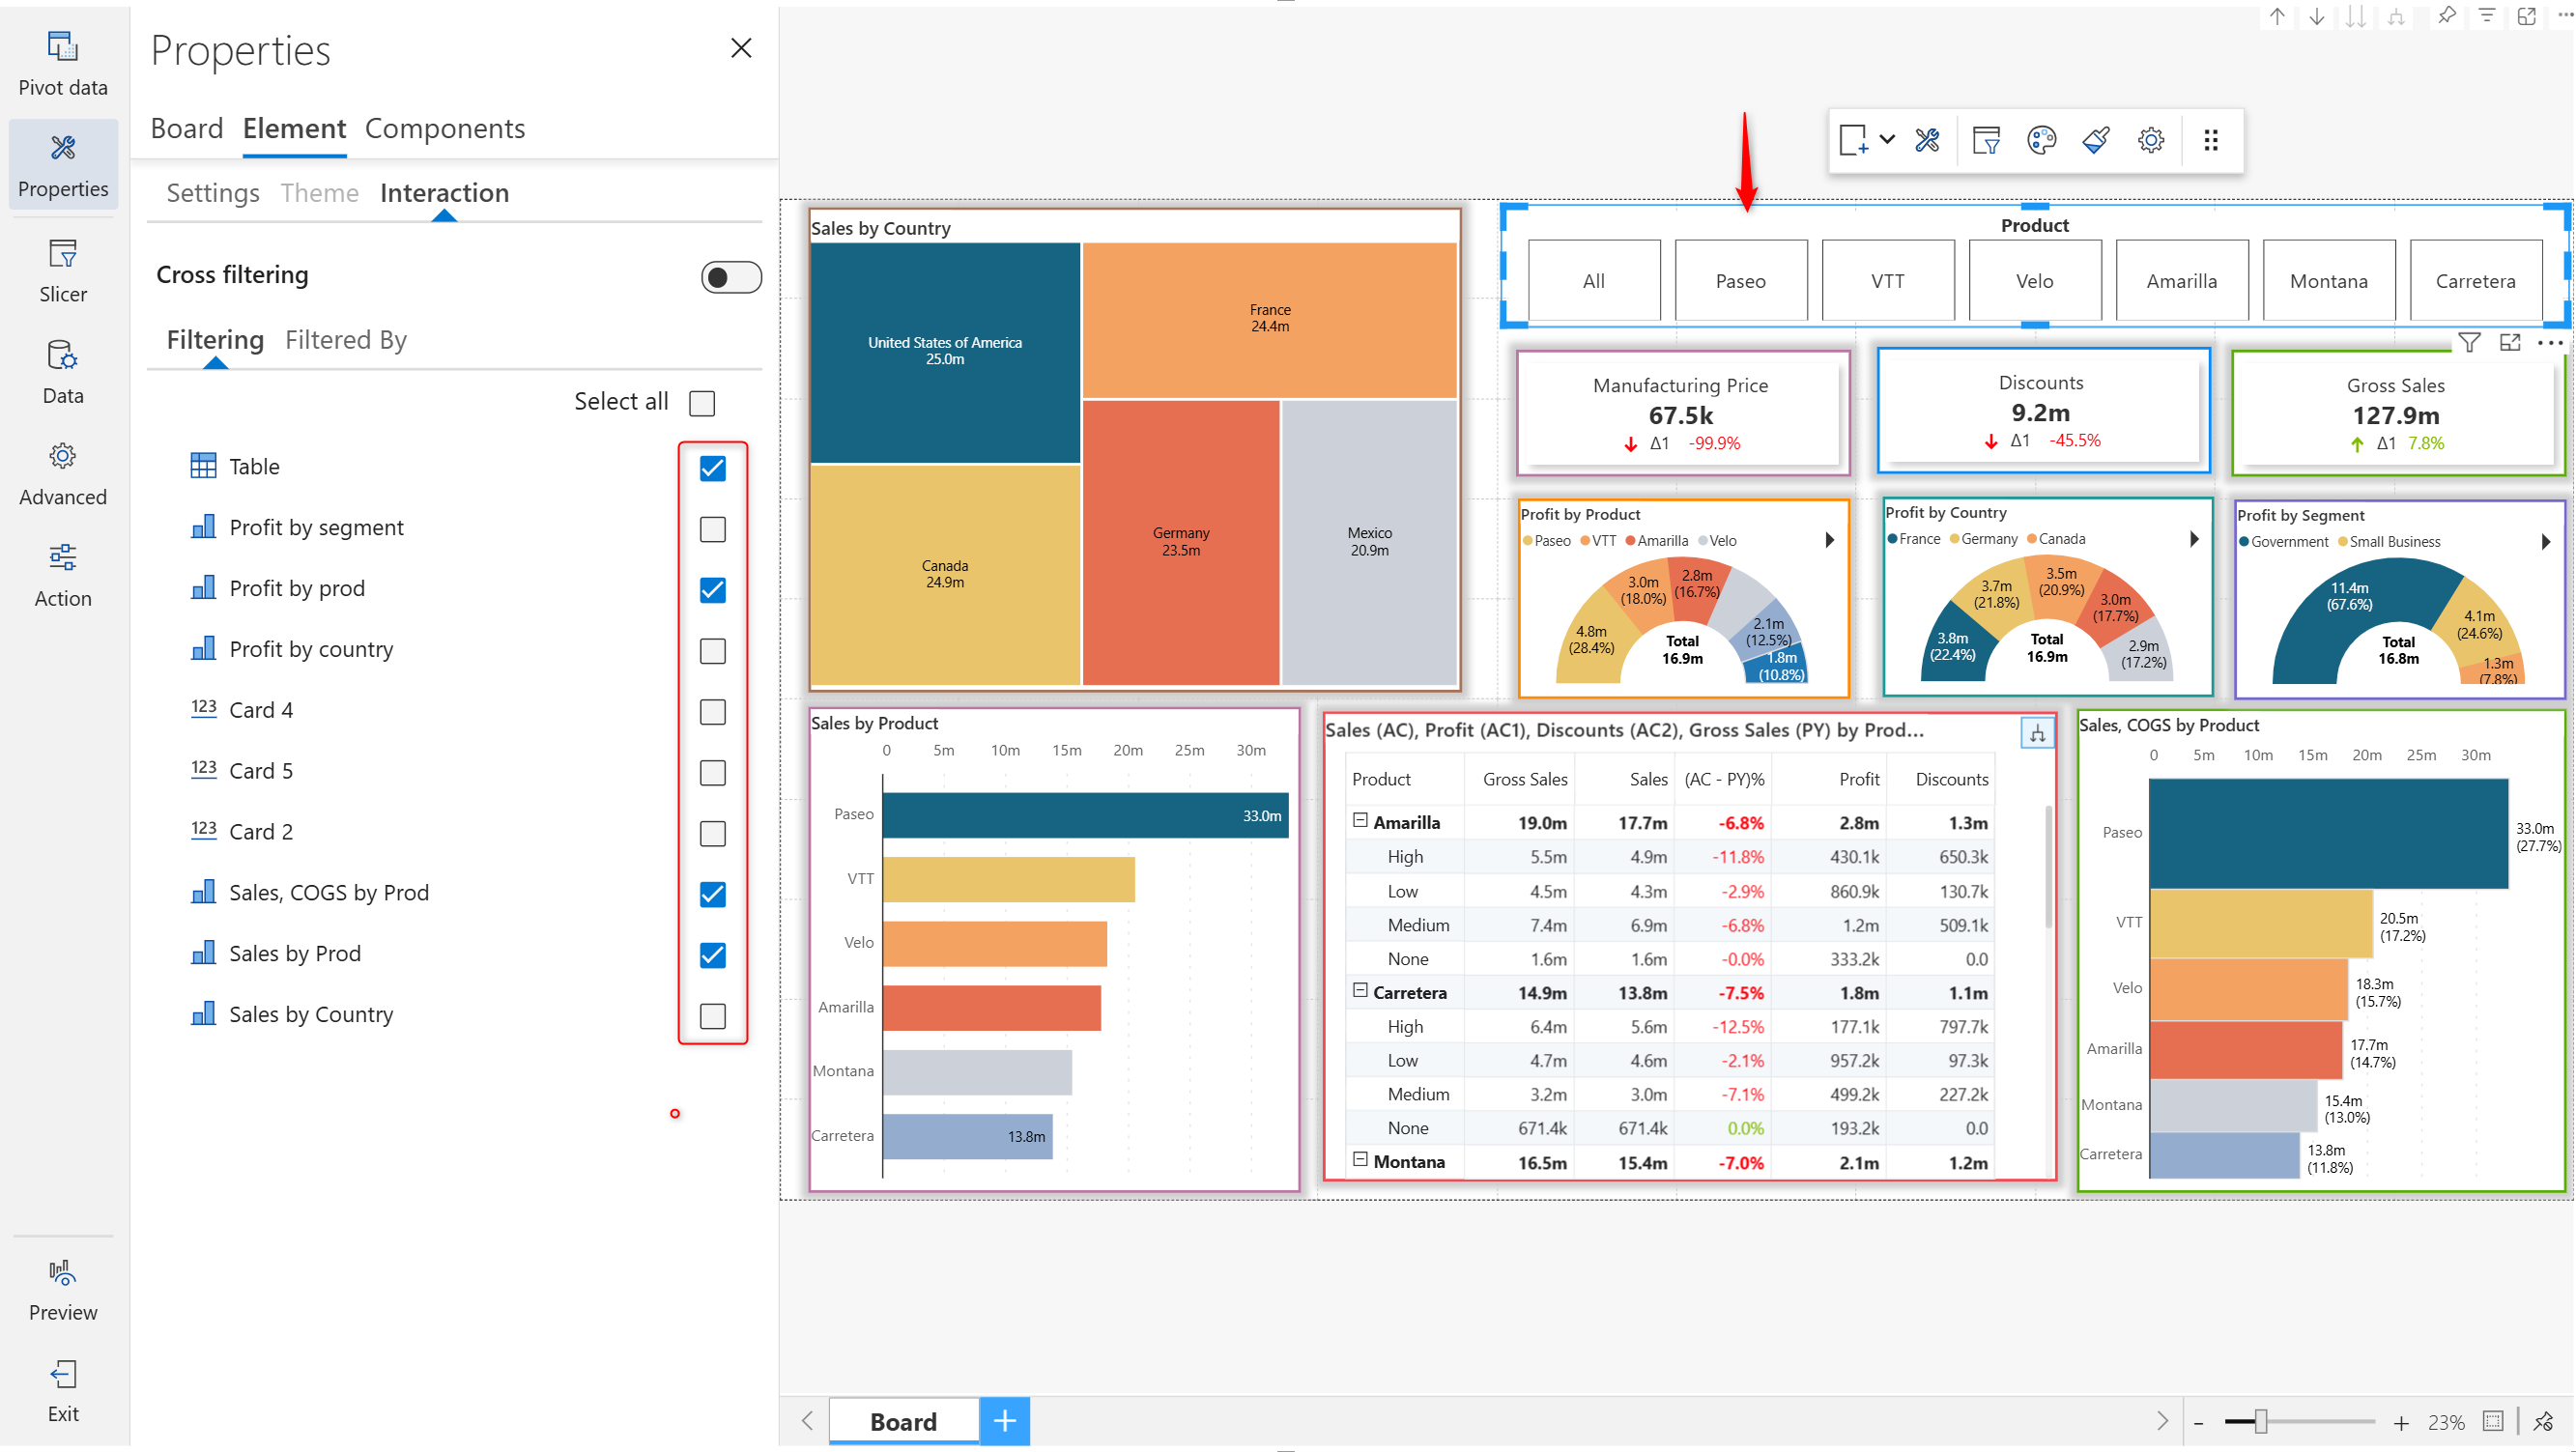 Pivot data
Properties
Slicer
Data
Advanced
Action
Preview
Exit
Properties
Board Element Components
Settings Theme Interaction
Cross filtering
Filtering Filtered By
Select all
Table
Profit by segment
Profit by prod
Profit by country
123 Card 4
123 Card 5
123 Card 2
Sales, COGS by Prod
Sales by Prod
Sales by Country
Sales by Country
United States of America
25.0m
France
24.4m
Canada
24.9m
Germany
23.5m
Mexico
20.9m
Product
All Paseo VTT Velo Amarilla Montana Carretera
Manufacturing Price
67.5k
Δ1 -99.9%
Discounts
9.2m
Δ1 -45.5%
Gross Sales
127.9m
Δ1 7.8%
Profit by Product
Paseo VTT Amarilla Velo
4.8m
(28.4%)
3.0m
(18.0%)
2.8m
(16.7%)
2.1m
(12.5%)
1.8m
(10.8%)
Total
16.9m
Profit by Country
France Germany Canada
3.8m
(22.4%)
3.7m
(21.8%)
3.5m
(20.9%)
3.0m
(17.7%)
2.9m
(17.2%)
Total
16.9m
Profit by Segment
Government Small Business
11.4m
(67.6%)
4.1m
(24.6%)
1.3m
(7.8%)
Total
16.8m
Sales by Product
0 5m 10m 15m 20m 25m 30m
Paseo 33.0m
VTT
Velo
Amarilla
Montana
Carretera 13.8m
Sales (AC), Profit (AC1), Discounts (AC2), Gross Sales (PY) by Prod...
Product Gross Sales Sales (AC - PY)% Profit Discounts
Amarilla 19.0m 17.7m -6.8% 2.8m 1.3m
High 5.5m 4.9m -11.8% 430.1k 650.3k
Low 4.5m 4.3m -2.9% 860.9k 130.7k
Medium 7.4m 6.9m -6.8% 1.2m 509.1k
None 1.6m 1.6m -0.0% 333.2k 0.0
Carretera 14.9m 13.8m -7.5% 1.8m 1.1m
High 6.4m 5.6m -12.5% 177.1k 797.7k
Low 4.7m 4.6m -2.1% 957.2k 97.3k
Medium 3.2m 3.0m -7.1% 499.2k 227.2k
None 671.4k 671.4k 0.0% 193.2k 0.0
Montana 16.5m 15.4m -7.0% 2.1m 1.2m
Sales, COGS by Product
0 5m 10m 15m 20m 25m 30m
Paseo 33.0m
(27.7%)
VTT 20.5m
(17.2%)
Velo 18.3m
(15.7%)
Amarilla 17.7m
(14.7%)
Montana 15.4m
(13.0%)
Carretera 13.8m
(11.8%)
Board +
- + 23%